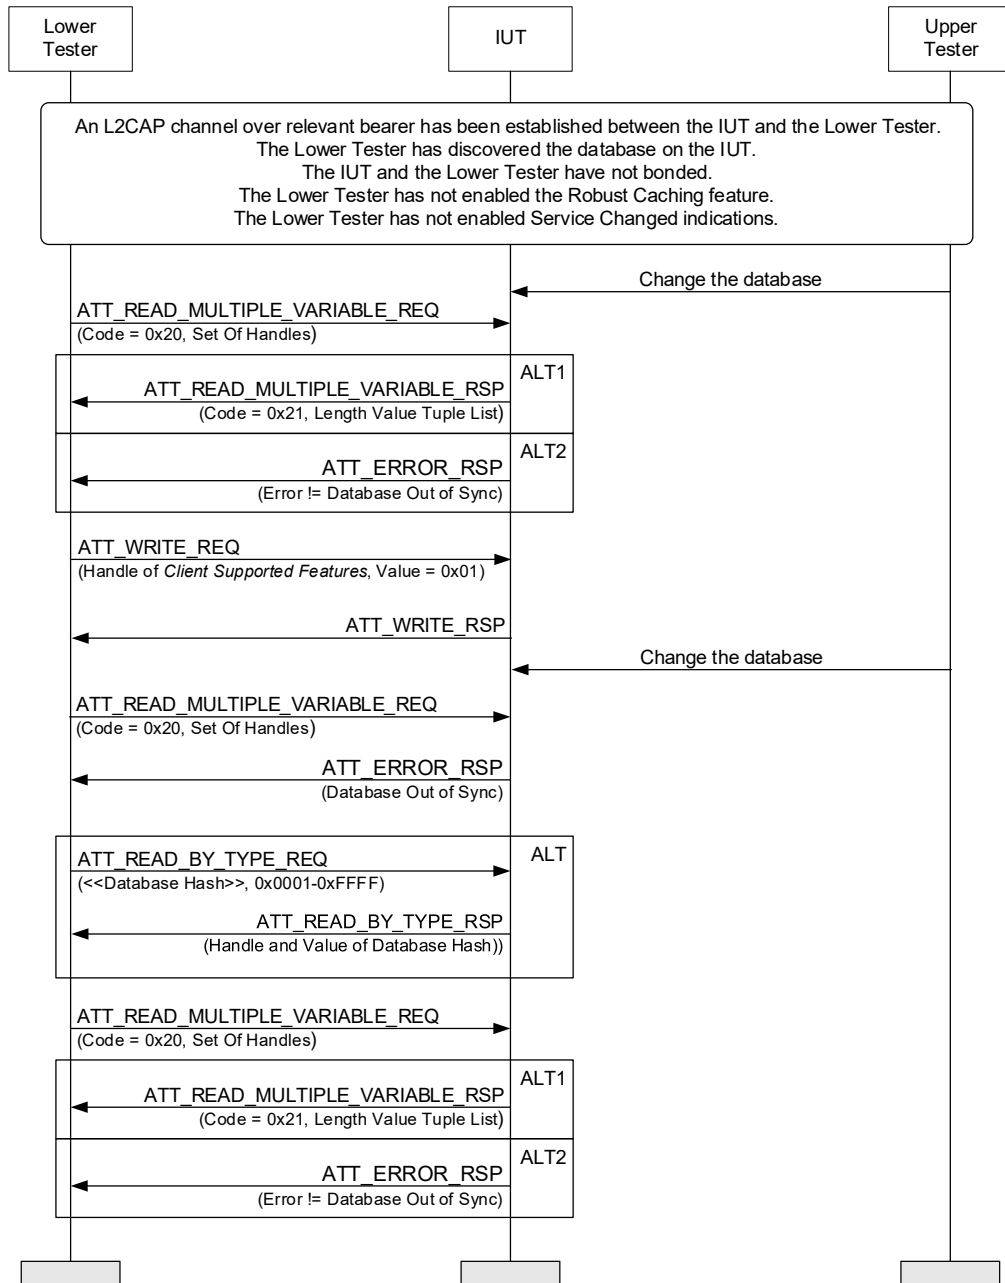 Lower
Tester
IUT
Upper
Tester
An L2CAP channel over relevant bearer has been established between the IUT and the Lower Tester.
The Lower Tester has discovered the database on the IUT.
The IUT and the Lower Tester have not bonded.
The Lower Tester has not enabled the Robust Caching feature.
The Lower Tester has not enabled Service Changed indications.
Change the database
ATT_READ_MULTIPLE_VARIABLE_REQ
(Code = 0x20, Set Of Handles)
ALT1
ATT_READ_MULTIPLE_VARIABLE_RSP
(Code = 0x21, Length Value Tuple List)
ALT2
ATT_ERROR_RSP
(Error != Database Out of Sync)
ATT_WRITE_REQ
(Handle of Client Supported Features, Value = 0x01)
ATT_WRITE_RSP
Change the database
ATT_READ_MULTIPLE_VARIABLE_REQ
(Code = 0x20, Set Of Handles)
ATT_ERROR_RSP
(Database Out of Sync)
ALT
ATT_READ_BY_TYPE_REQ
(<<Database Hash>>, 0x0001-0xFFFF)
ATT_READ_BY_TYPE_RSP
(Handle and Value of Database Hash))
ATT_READ_MULTIPLE_VARIABLE_REQ
(Code = 0x20, Set Of Handles)
ALT1
ATT_READ_MULTIPLE_VARIABLE_RSP
(Code = 0x21, Length Value Tuple List)
ALT2
ATT_ERROR_RSP
(Error != Database Out of Sync)